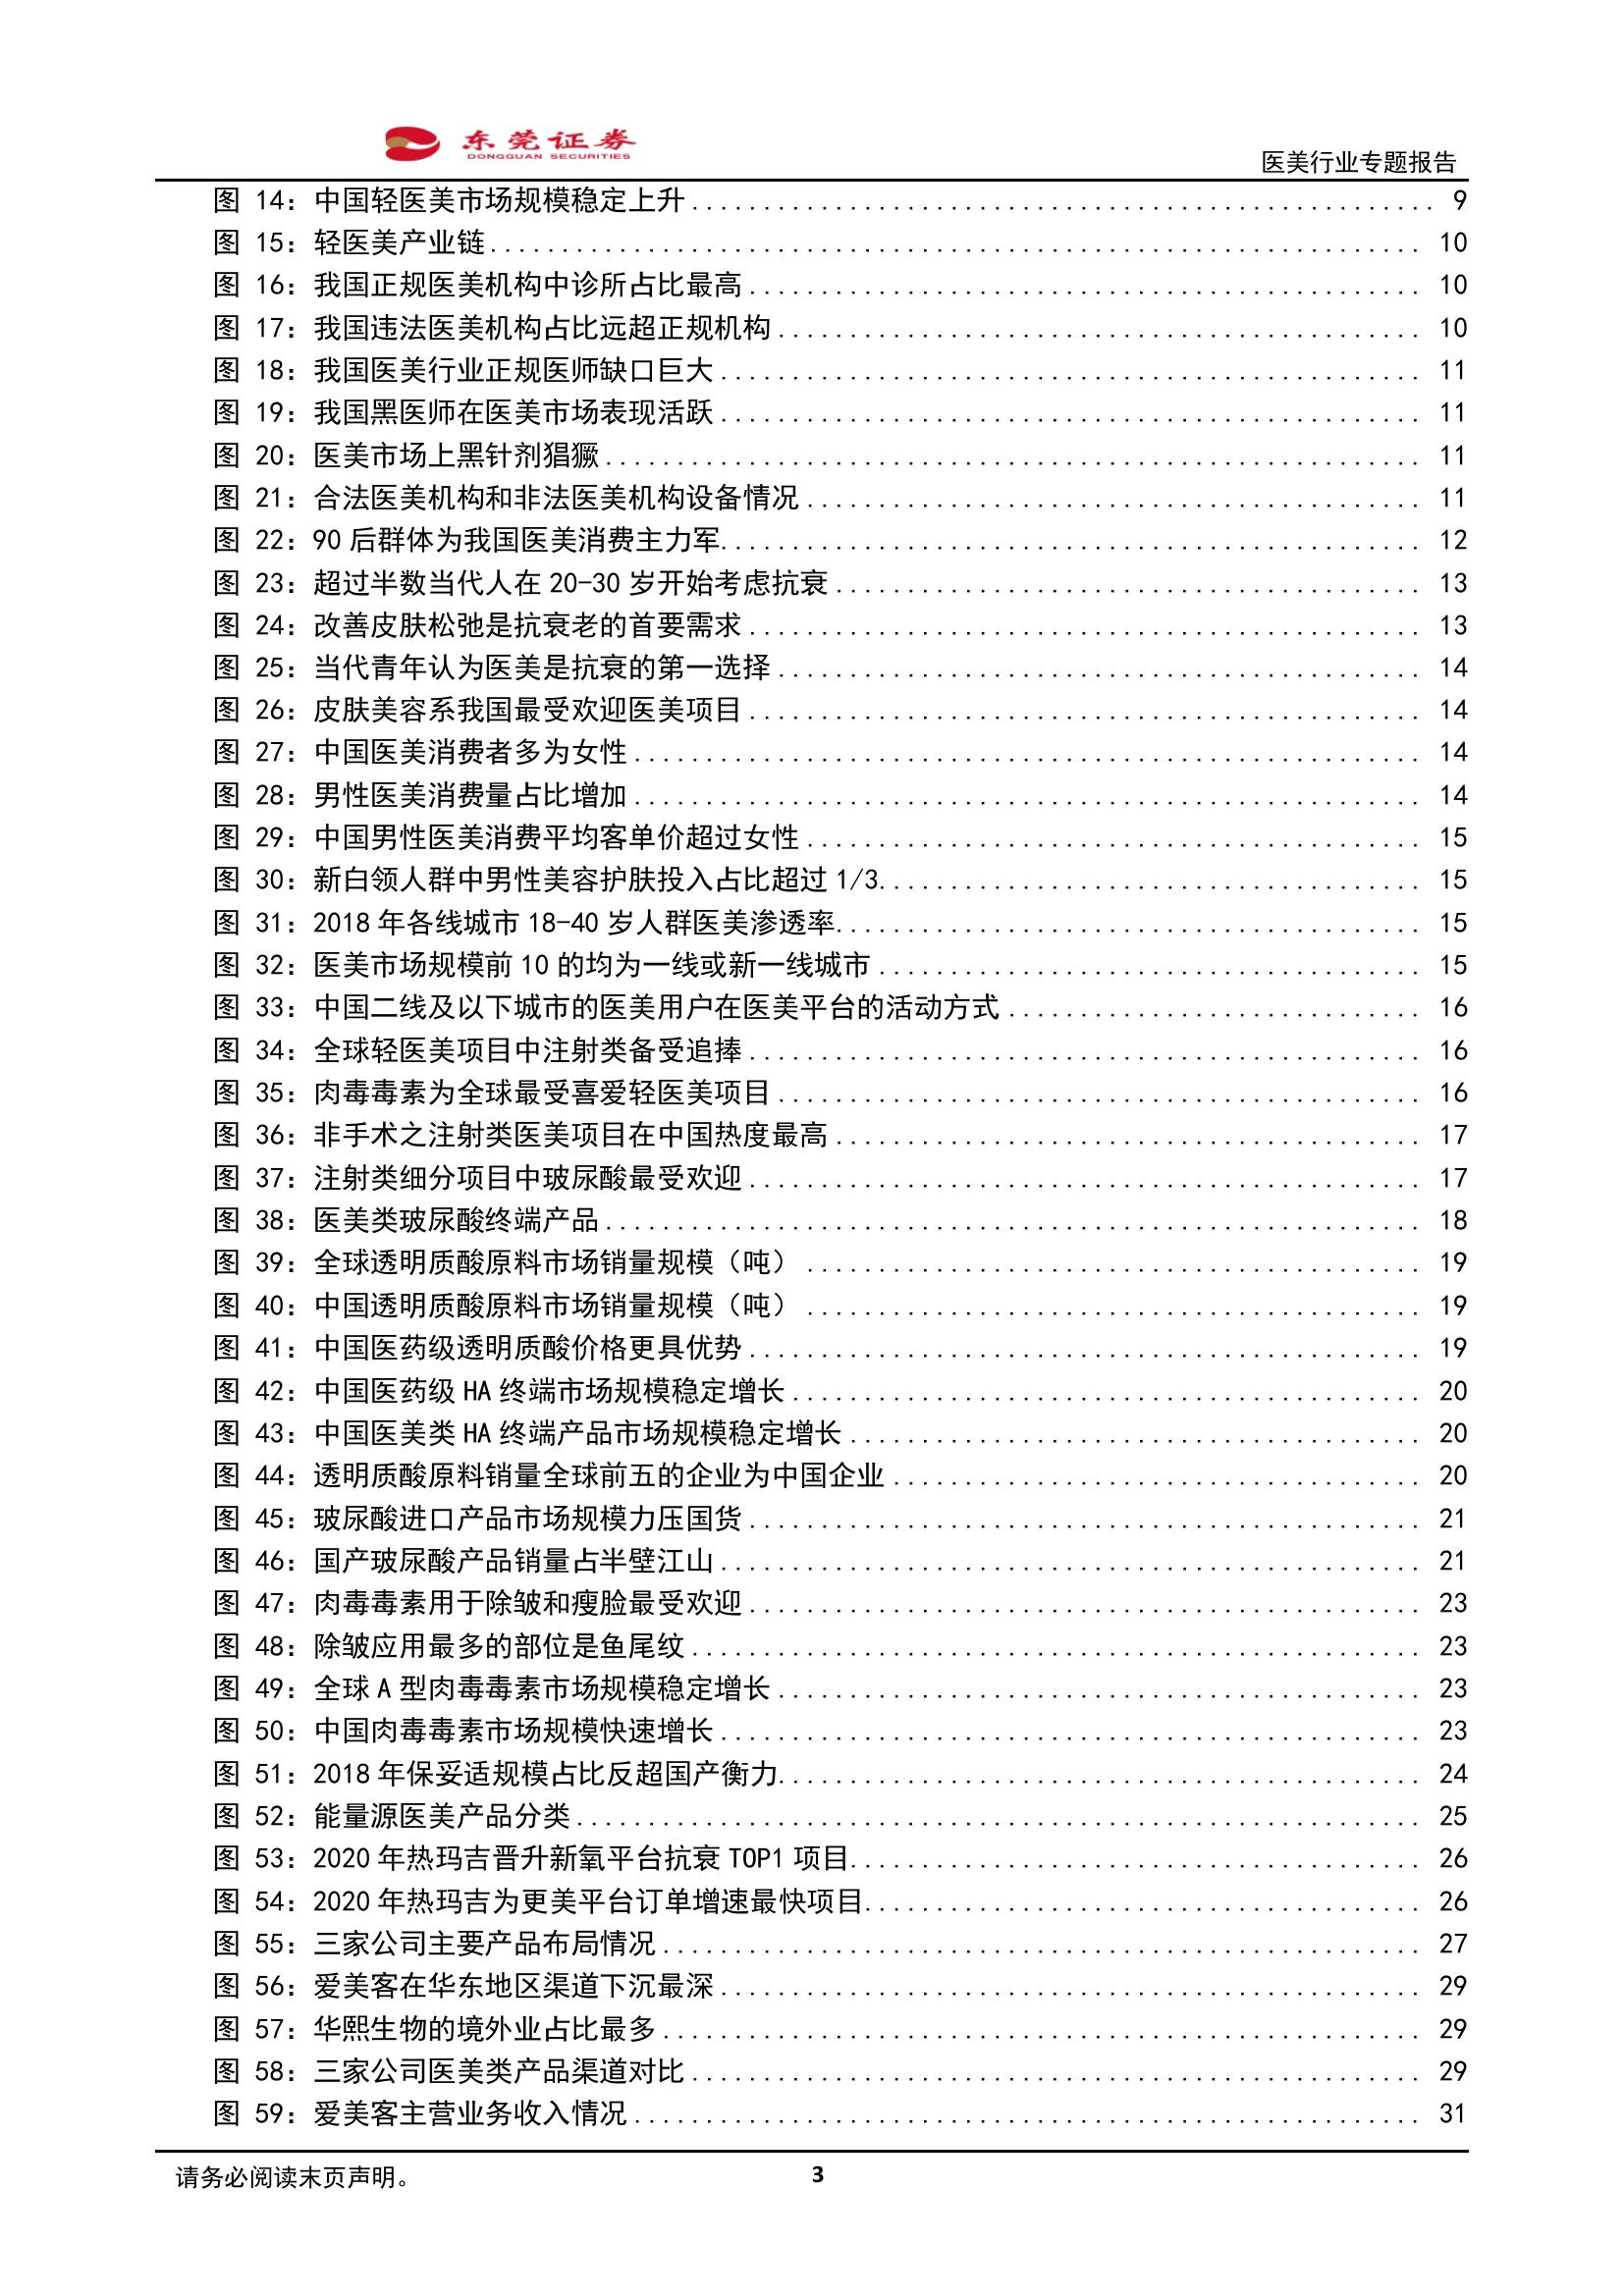 东莞证券
DONGGUAN SECURITIES
医美行业专题报告
图 14：中国轻医美市场规模稳定上升.................................................... 9
图 15：轻医美产业链................................................................. 10
图 16：我国正规医美机构中诊所占比最高............................................... 10
图 17：我国违法医美机构占比远超正规机构............................................. 10
图 18：我国医美行业正规医师缺口巨大................................................. 11
图 19：我国黑医师在医美市场表现活跃................................................. 11
图 20：医美市场上黑针剂猖獗......................................................... 11
图 21：合法医美机构和非法医美机构设备情况........................................... 11
图 22：90 后群体为我国医美消费主力军................................................. 12
图 23：超过半数当代人在 20-30 岁开始考虑抗衰......................................... 13
图 24：改善皮肤松弛是抗衰老的首要需求............................................... 13
图 25：当代青年认为医美是抗衰的第一选择............................................. 14
图 26：皮肤美容系我国最受欢迎医美项目............................................... 14
图 27：中国医美消费者多为女性....................................................... 14
图 28：男性医美消费量占比增加....................................................... 14
图 29：中国男性医美消费平均客单价超过女性........................................... 15
图 30：新白领人群中男性美容护肤投入占比超过 1/3...................................... 15
图 31：2018 年各线城市 18-40 岁人群医美渗透率......................................... 15
图 32：医美市场规模前 10 的均为一线或新一线城市...................................... 15
图 33：中国二线及以下城市的医美用户在医美平台的活动方式............................. 16
图 34：全球轻医美项目中注射类备受追捧............................................... 16
图 35：肉毒毒素为全球最受喜爱轻医美项目............................................. 16
图 36：非手术之注射类医美项目在中国热度最高......................................... 17
图 37：注射类细分项目中玻尿酸最受欢迎............................................... 17
图 38：医美类玻尿酸终端产品......................................................... 18
图 39：全球透明质酸原料市场销量规模（吨）........................................... 19
图 40：中国透明质酸原料市场销量规模（吨）........................................... 19
图 41：中国医药级透明质酸价格更具优势............................................... 19
图 42：中国医药级 HA 终端市场规模稳定增长............................................ 20
图 43：中国医美类 HA 终端产品市场规模稳定增长........................................ 20
图 44：透明质酸原料销量全球前五的企业为中国企业..................................... 20
图 45：玻尿酸进口产品市场规模力压国货............................................... 21
图 46：国产玻尿酸产品销量占半壁江山................................................. 21
图 47：肉毒毒素用于除皱和瘦脸最受欢迎............................................... 23
图 48：除皱应用最多的部位是鱼尾纹................................................... 23
图 49：全球 A 型肉毒毒素市场规模稳定增长............................................. 23
图 50：中国肉毒毒素市场规模快速增长................................................. 23
图 51：2018 年保妥适规模占比反超国产衡力............................................. 24
图 52：能量源医美产品分类........................................................... 25
图 53：2020 年热玛吉晋升新氧平台抗衰 TOP1 项目........................................ 26
图 54：2020 年热玛吉为更美平台订单增速最快项目....................................... 26
图 55：三家公司主要产品布局情况..................................................... 27
图 56：爱美客在华东地区渠道下沉最深................................................. 29
图 57：华熙生物的境外业占比最多..................................................... 29
图 58：三家公司医美类产品渠道对比................................................... 29
图 59：爱美客主营业务收入情况....................................................... 31
请务必阅读末页声明。
3